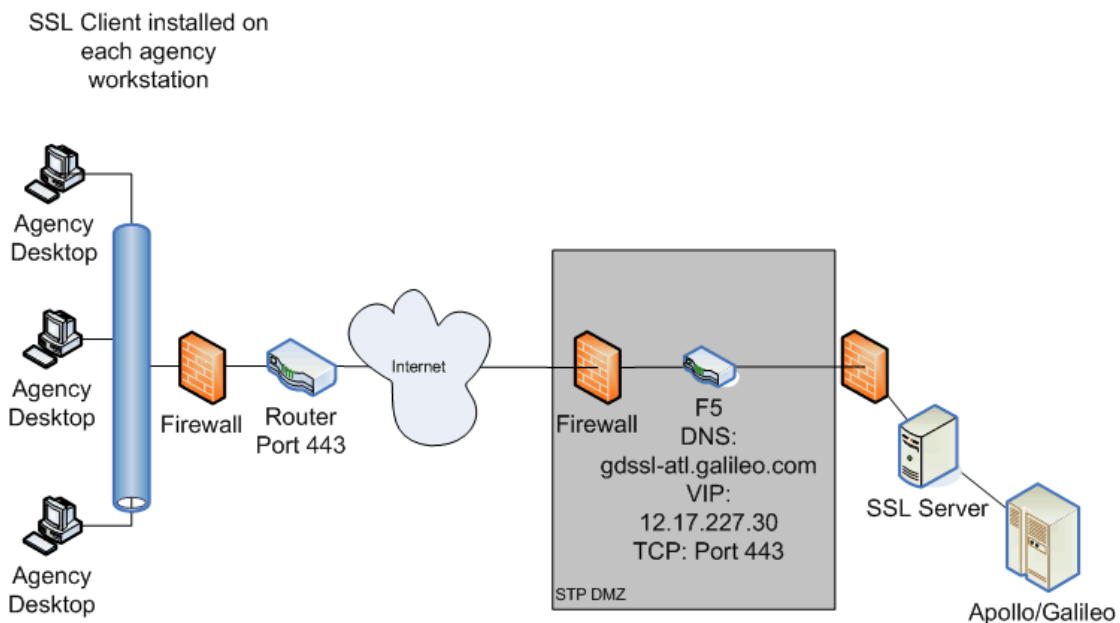 SSL Client installed on
each agency
workstation
Agency
Desktop
Agency
Desktop
Agency
Desktop
Firewall
Router
Port 443
Internet
Firewall
F5
DNS:
gdssl-atl.galileo.com
VIP:
12.17.227.30
TCP: Port 443
STP DMZ
SSL Server
Apollo/Galileo